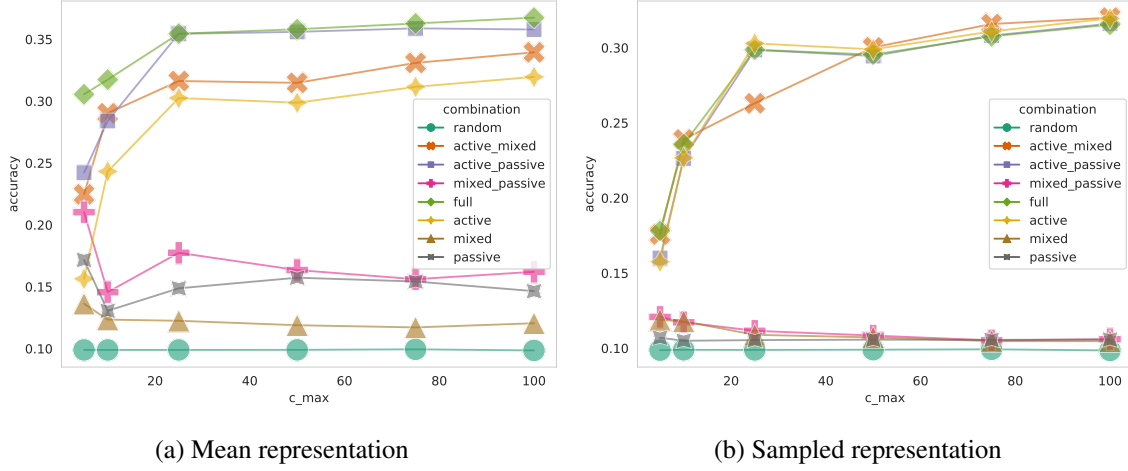 0.35
0.30
0.25
0.20
0.15
0.10
accuracy
20
40
60
80
100
c_max
combination
random
active_mixed
active_passive
mixed_passive
full
active
mixed
passive
(a) Mean representation
0.30
0.25
0.20
0.15
0.10
accuracy
20
40
60
80
100
c_max
combination
random
active_mixed
active_passive
mixed_passive
full
active
mixed
passive
(b) Sampled representation